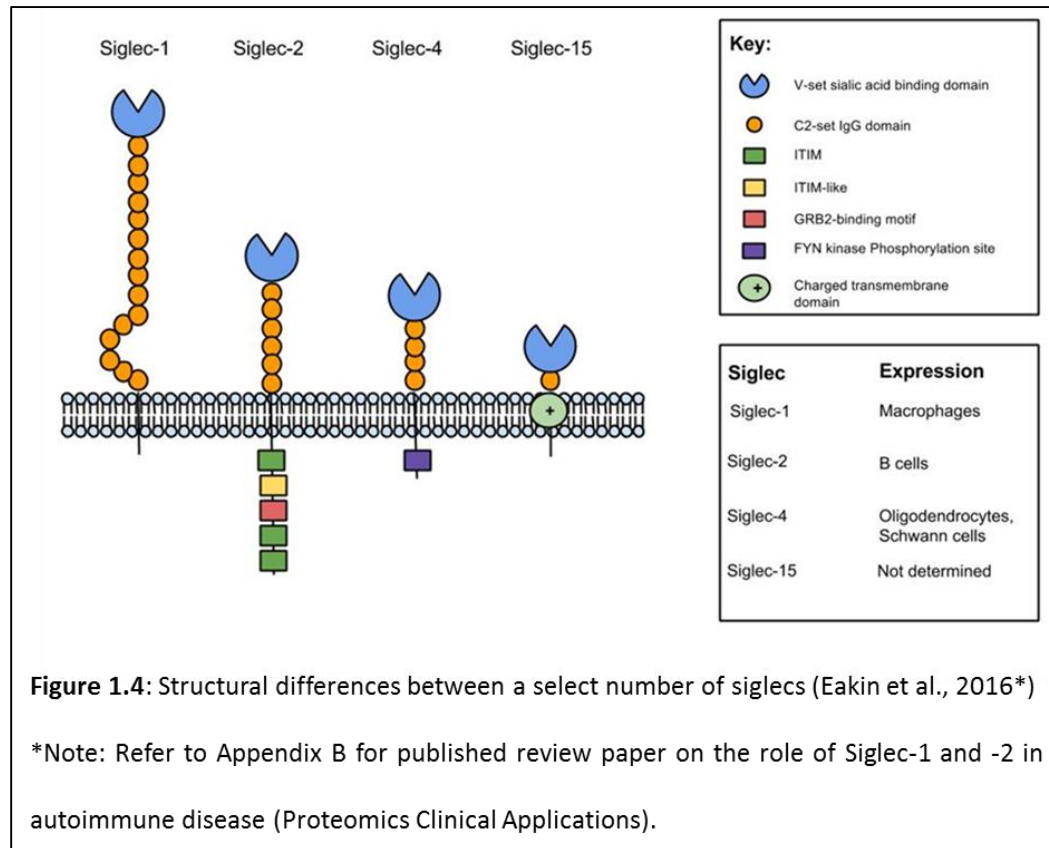 Siglec-1 Siglec-2 Siglec-4 Siglec-15
+
Key:
V-set sialic acid binding domain
C2-set IgG domain
ITIM
ITIM-like
GRB2-binding motif
FYN kinase Phosphorylation site
+ Charged transmembrane
domain
Siglec Expression
Siglec-1 Macrophages
Siglec-2 B cells
Siglec-4 Oligodendrocytes,
Schwann cells
Siglec-15 Not determined
Figure 1.4: Structural differences between a select number of siglecs (Eakin et al., 2016*)
*Note: Refer to Appendix B for published review paper on the role of Siglec-1 and -2 in
autoimmune disease (Proteomics Clinical Applications).